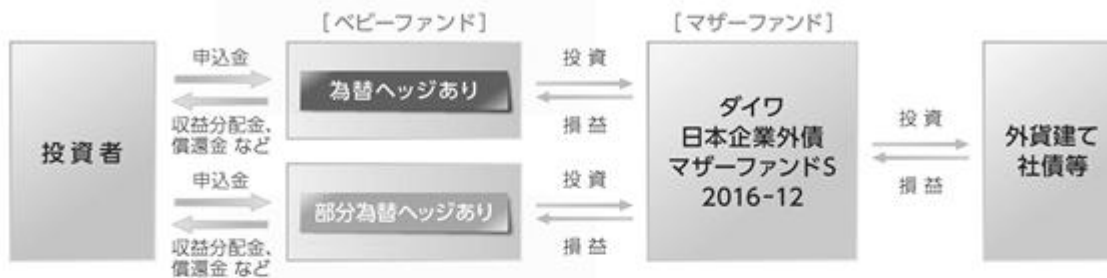 [ベビーファンド]
[マザーファンド]
投資者
申込金
収益分配金、
償還金 など
為替ヘッジあり
投 資
損 益
申込金
収益分配金、
償還金 など
部分為替ヘッジあり
投 資
損 益
ダイワ
日本企業外債
マザーファンドS
2016-12
投 資
損 益
外貨建て
社債等